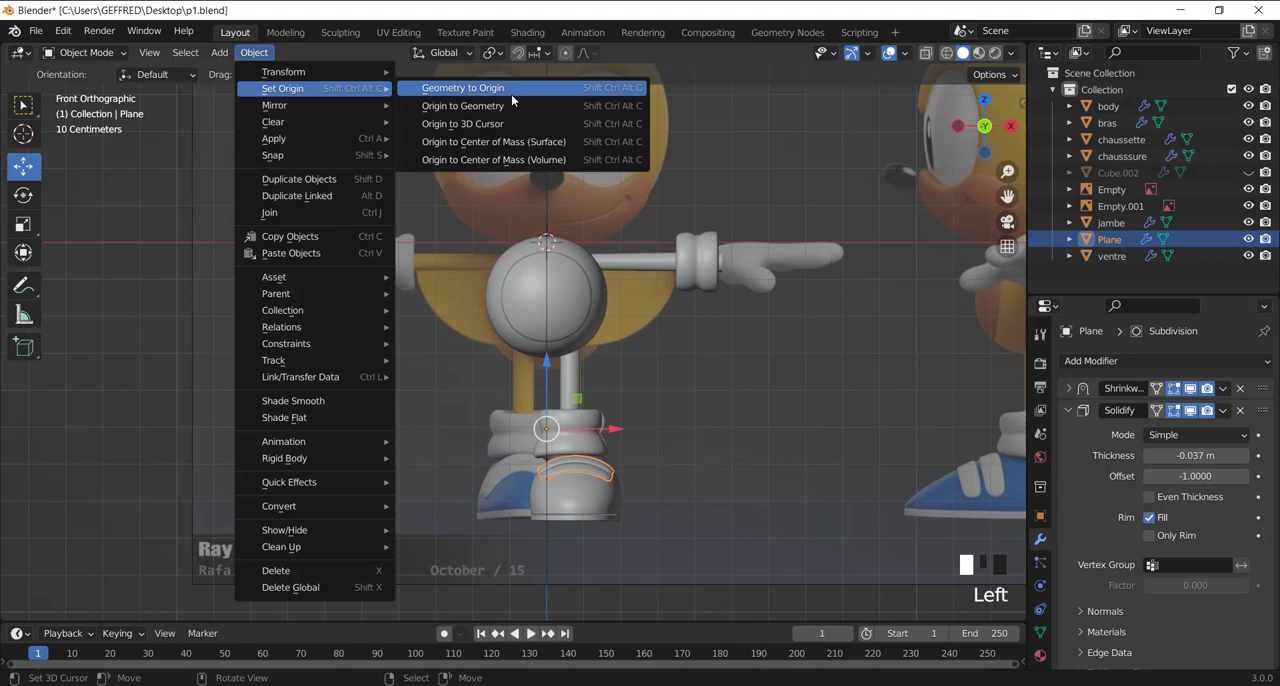 Blender* [C:\Users\GEFFRED\Desktop\p1.blend]
File Edit Render Window Help Layout Modeling Sculpting UV Editing Texture Paint Shading Animation Rendering Compositing Geometry Nodes Scripting + Scene ViewLayer
Object Mode View Select Add Object Global
Orientation: Default Drag: Options
Front Orthographic
(1) Collection | Plane
10 Centimeters
Transform
Set Origin Shift Ctrl Alt C
Mirror
Clear
Apply Ctrl A
Snap Shift S
Duplicate Objects Shift D
Duplicate Linked Alt D
Join Ctrl J
Copy Objects Ctrl C
Paste Objects Ctrl V
Asset
Parent
Collection
Relations
Constraints
Track
Link/Transfer Data Ctrl L
Shade Smooth
Shade Flat
Animation
Rigid Body
Quick Effects
Convert
Show/Hide
Clean Up
Delete X
Delete Global Shift X
Geometry to Origin Shift Ctrl Alt C
Origin to Geometry Shift Ctrl Alt C
Origin to 3D Cursor Shift Ctrl Alt C
Origin to Center of Mass (Surface) Shift Ctrl Alt C
Origin to Center of Mass (Volume) Shift Ctrl Alt C
Z
-Y
X
Ray
Rafa
October / 15
Left
Scene Collection
Collection
body
bras
chaussette
chausssure
Cube.002
Empty
Empty.001
jambe
Plane
ventre
Plane > Subdivision
Add Modifier
Shrinkw...
Solidify
Mode Simple
Thickness -0.037 m
Offset -1.0000
Even Thickness
Rim Fill
Only Rim
Vertex Group
Factor 0.000
Normals
Materials
Edge Data
Playback Keying View Marker 1 Start 1 End 250
1 10 20 30 40 50 60 70 80 90 100 110 120 130 140 150 160 170 180 190 200 210 220 230 240 250
Set 3D Cursor Move Rotate View Select Move 3.0.0